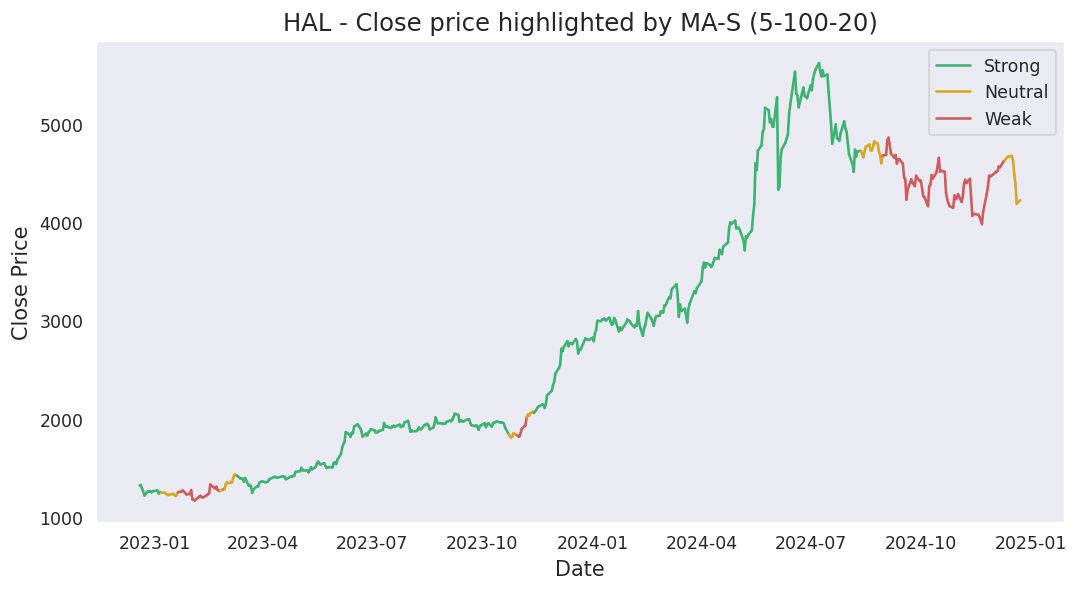 HAL - Close price highlighted by MA-S (5-100-20)
Strong
Neutral
Weak
Close Price
5000
4000
3000
2000
1000
2023-01 2023-04 2023-07 2023-10 2024-01 2024-04 2024-07 2024-10 2025-01
Date